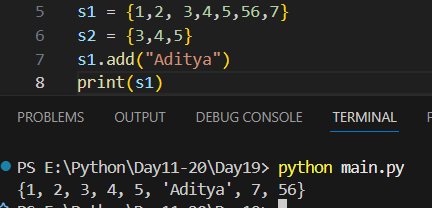 5 s1 = {1,2, 3,4,5,56,7}
6 s2 = {3,4,5}
7 s1.add("Aditya")
8 print(s1)
PROBLEMS OUTPUT DEBUG CONSOLE TERMINAL
PS E:\Python\Day11-20\Day19> python main.py
{1, 2, 3, 4, 5, 'Aditya', 7, 56}